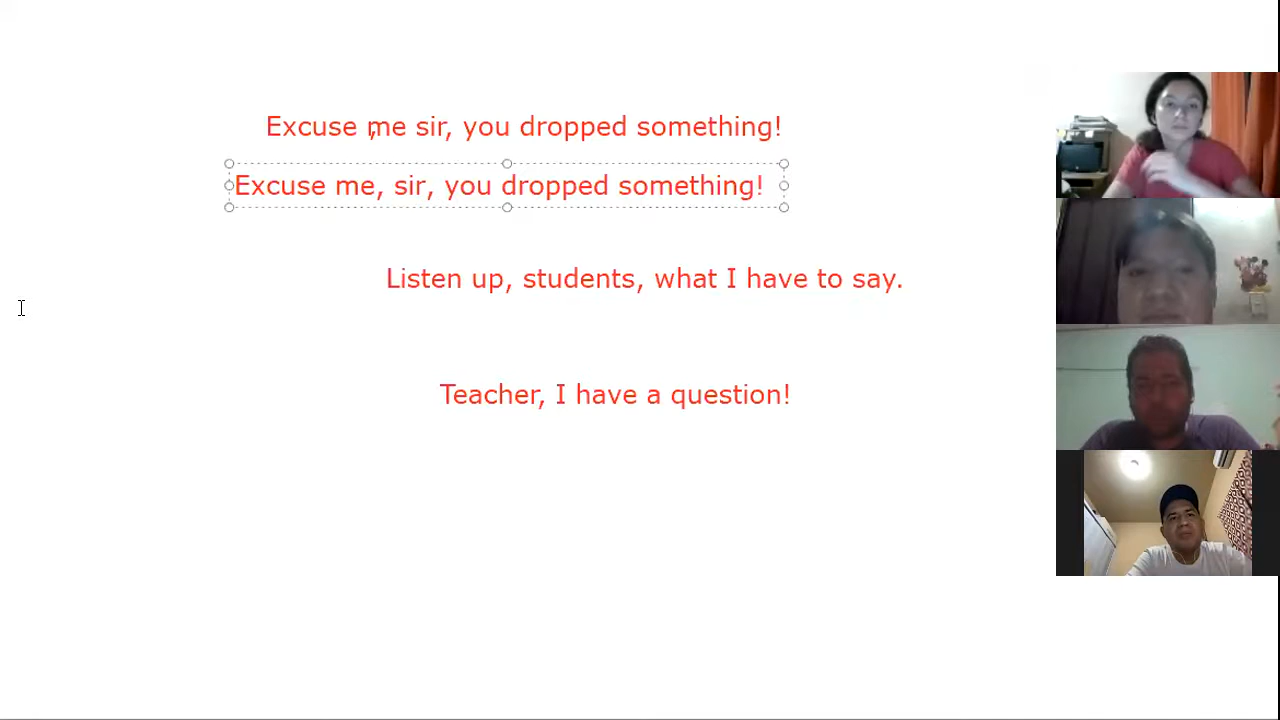 Excuse me sir, you dropped something!
Excuse me, sir, you dropped something!
Listen up, students, what I have to say.
Teacher, I have a question!